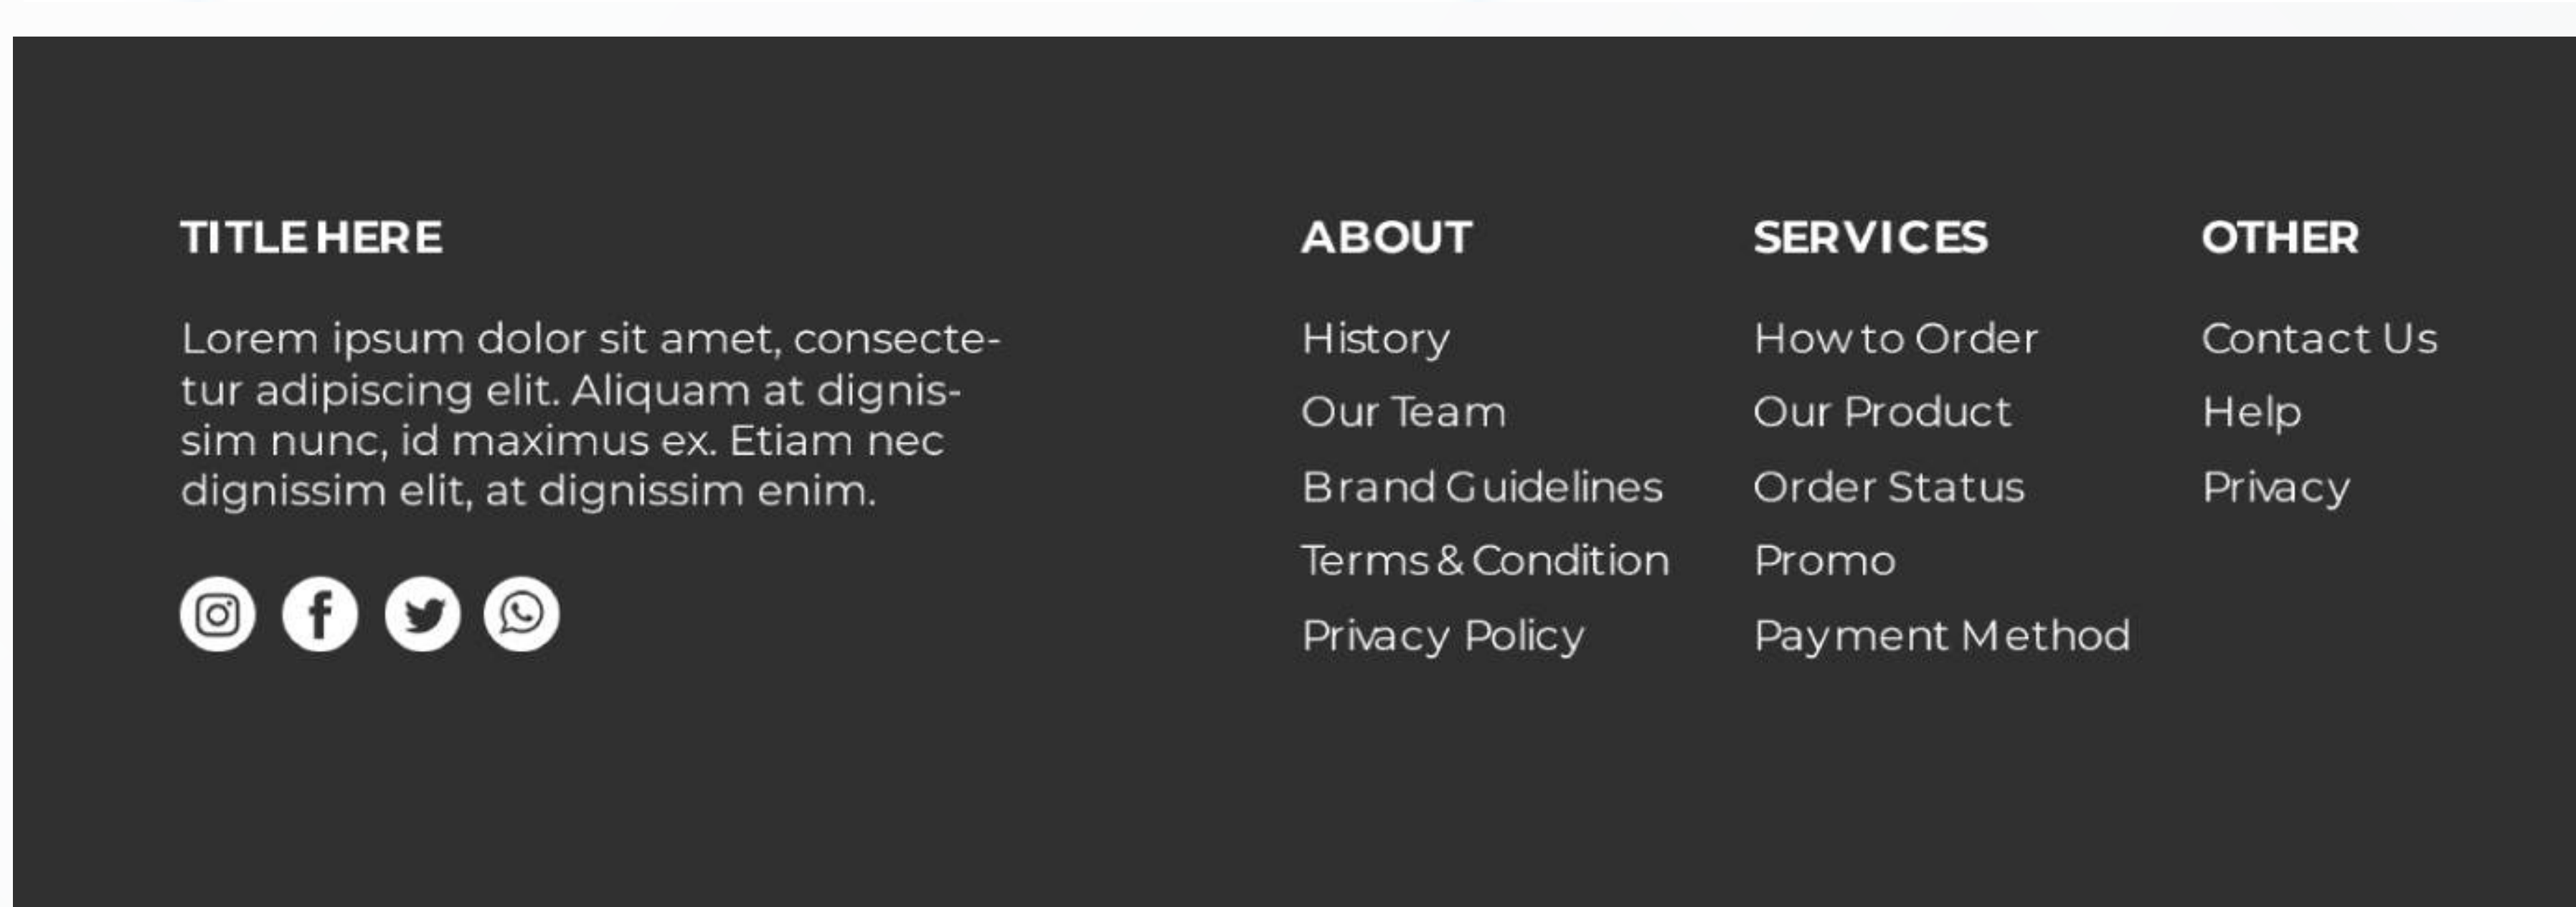 TITLE HERE
Lorem ipsum dolor sit amet, consecte-
tur adipiscing elit. Aliquam at dignis-
sim nunc, id maximus ex. Etiam nec
dignissim elit, at dignissim enim.
ABOUT
History
Our Team
Brand Guidelines
Terms & Condition
Privacy Policy
SERVICES
How to Order
Our Product
Order Status
Promo
Payment Method
OTHER
Contact Us
Help
Privacy